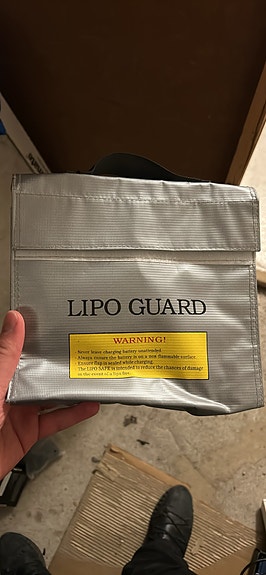 LIPO GUARD
WARNING!
Never leave charging battery unattended
Always ensure the battery is on a non flammable surface.
Ensure flap is sealed while charging
The LIPO SAFE is intended to reduce the chances of damage
in the event of a lipo fire.